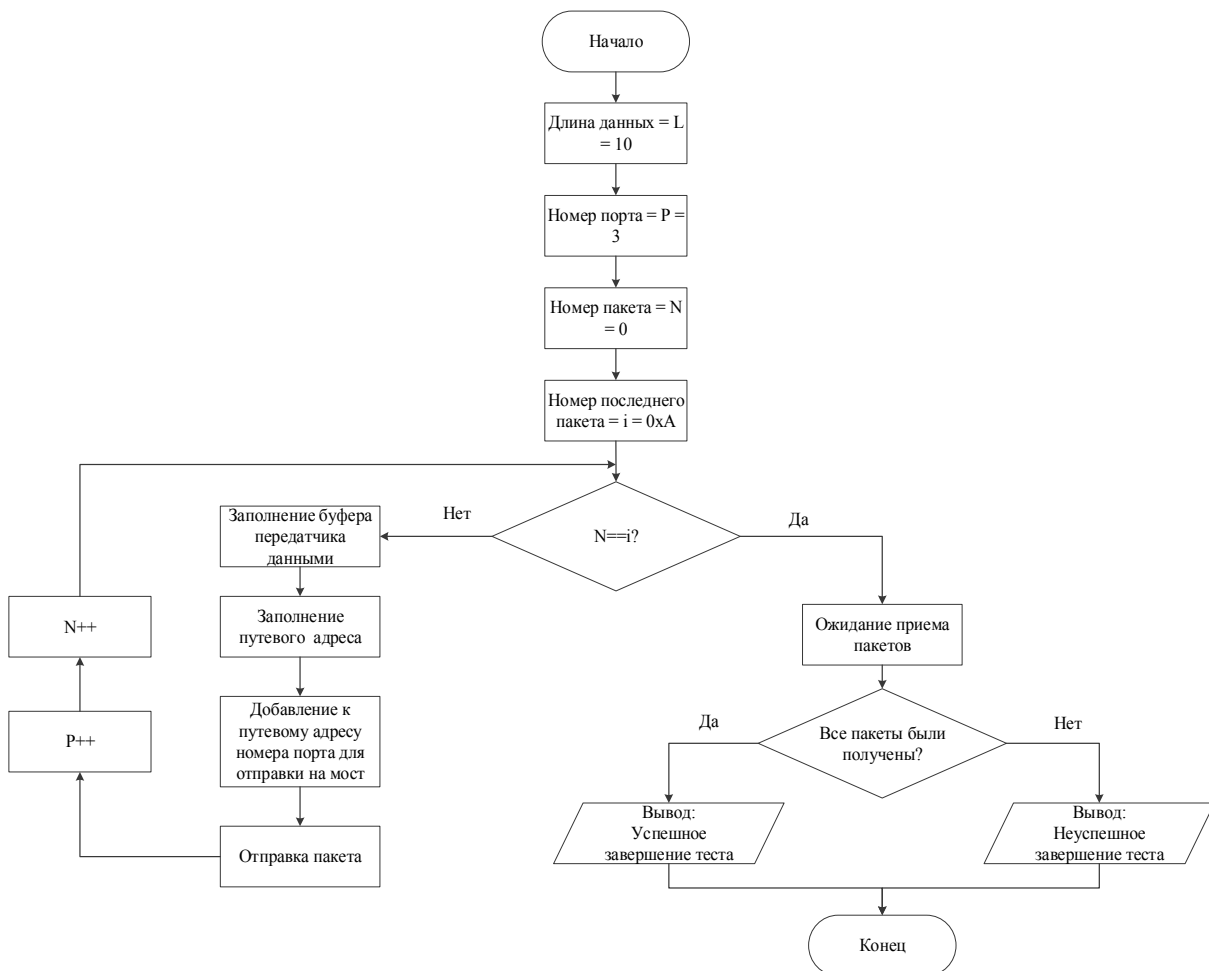 Начало
Длина данных = L
= 10
Номер порта = P =
3
Номер пакета = N
= 0
Номер последнего
пакета = i = 0xA
N==i?
Нет
Да
Заполнение буфера
передатчика
данными
Заполнение
путевого адреса
Добавление к
путевому адресу
номера порта для
отправки на мост
Отправка пакета
P++
N++
Ожидание приема
пакетов
Все пакеты были
получены?
Да
Нет
Вывод:
Успешное
завершение теста
Вывод:
Неуспешное
завершение теста
Конец